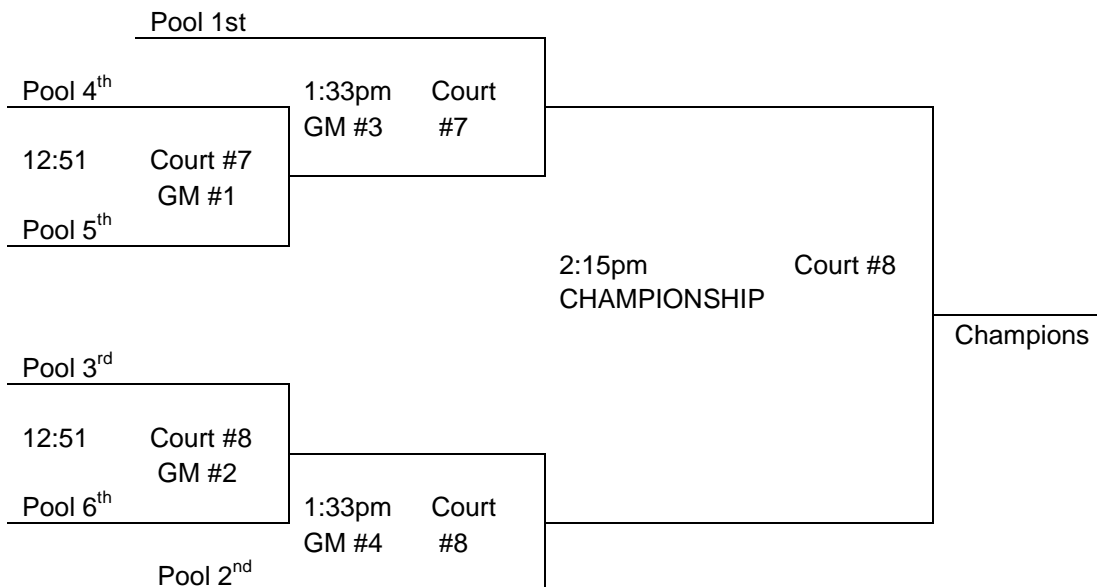 Pool 1st
Pool 4th
1:33pm Court
GM #3 #7
12:51 Court #7
GM #1
Pool 5th
2:15pm Court #8
CHAMPIONSHIP
Champions
Pool 3rd
12:51 Court #8
GM #2
Pool 6th
1:33pm Court
GM #4 #8
Pool 2nd